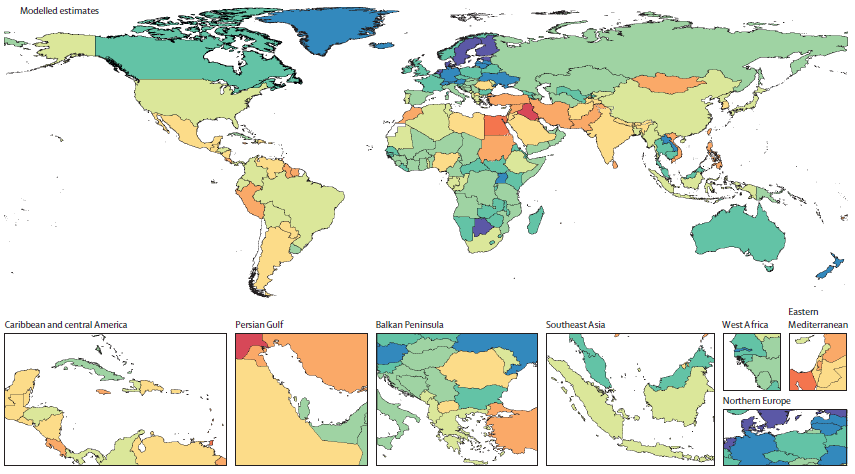 Modelled estimates
Caribbean and central America
Persian Gulf
Balkan Peninsula
Southeast Asia
West Africa
Eastern
Mediterranean
Northern Europe